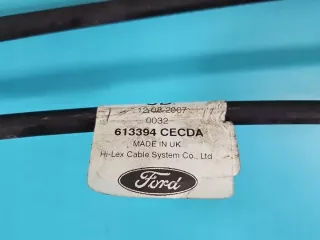 12-08-2007
0032
613394 CECDA
MADE IN UK
Hi-Lex Cable System Co., Ltd
Ford